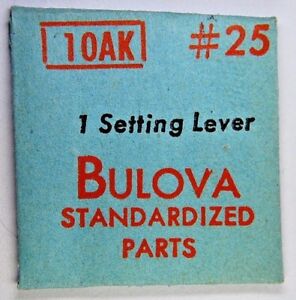 10AK #25
1 Setting Lever
BULOVA
STANDARDIZED
PARTS